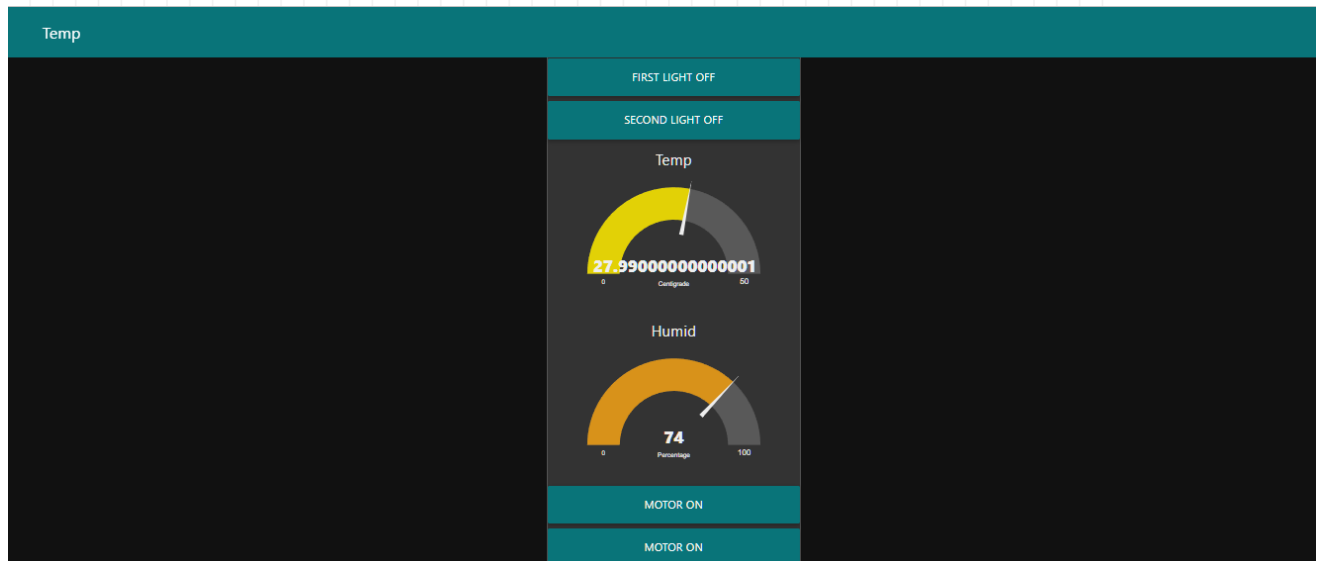 Temp
FIRST LIGHT OFF
SECOND LIGHT OFF
Temp
27.99000000000001
0 Centigrade 50
Humid
74
0 Percentage 100
MOTOR ON
MOTOR ON